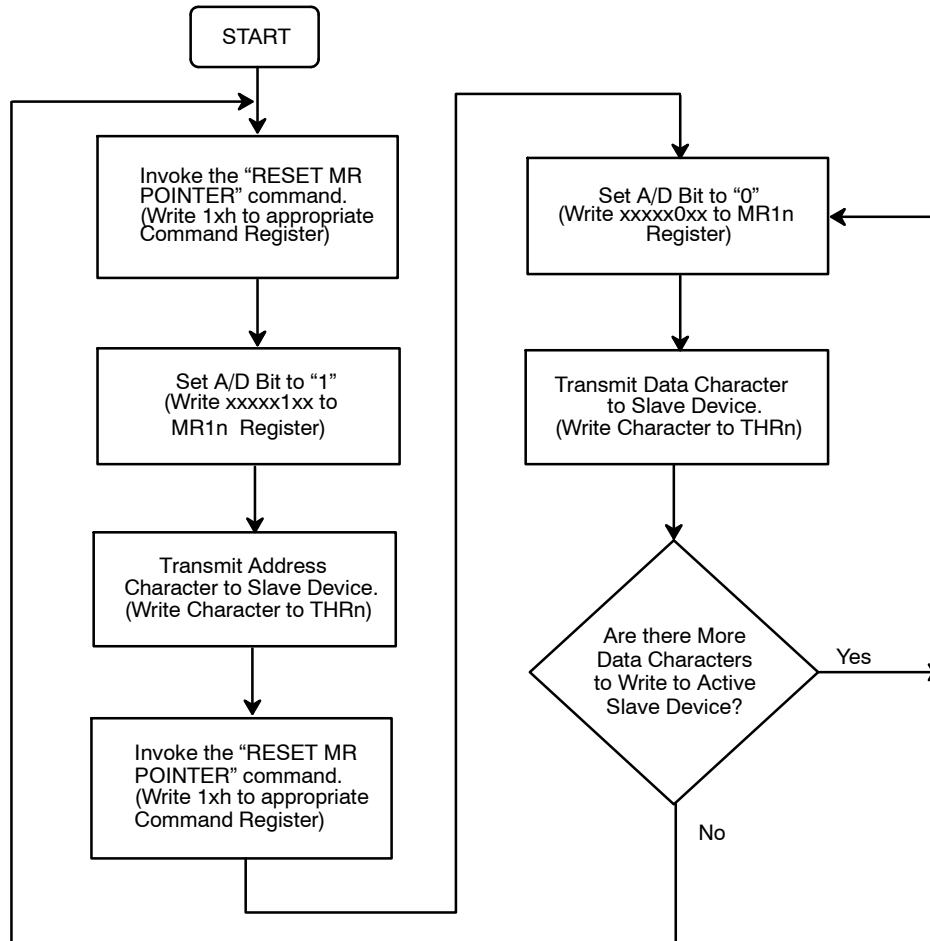 START
Invoke the “RESET MR
POINTER” command.
(Write 1xh to appropriate
Command Register)
Set A/D Bit to “1”
(Write xxxxx1xx to
MR1n Register)
Transmit Address
Character to Slave Device.
(Write Character to THRn)
Invoke the “RESET MR
POINTER” command.
(Write 1xh to appropriate
Command Register)
Set A/D Bit to “0”
(Write xxxxx0xx to MR1n
Register)
Transmit Data Character
to Slave Device.
(Write Character to THRn)
Are there More
Data Characters
to Write to Active
Slave Device?
Yes
No